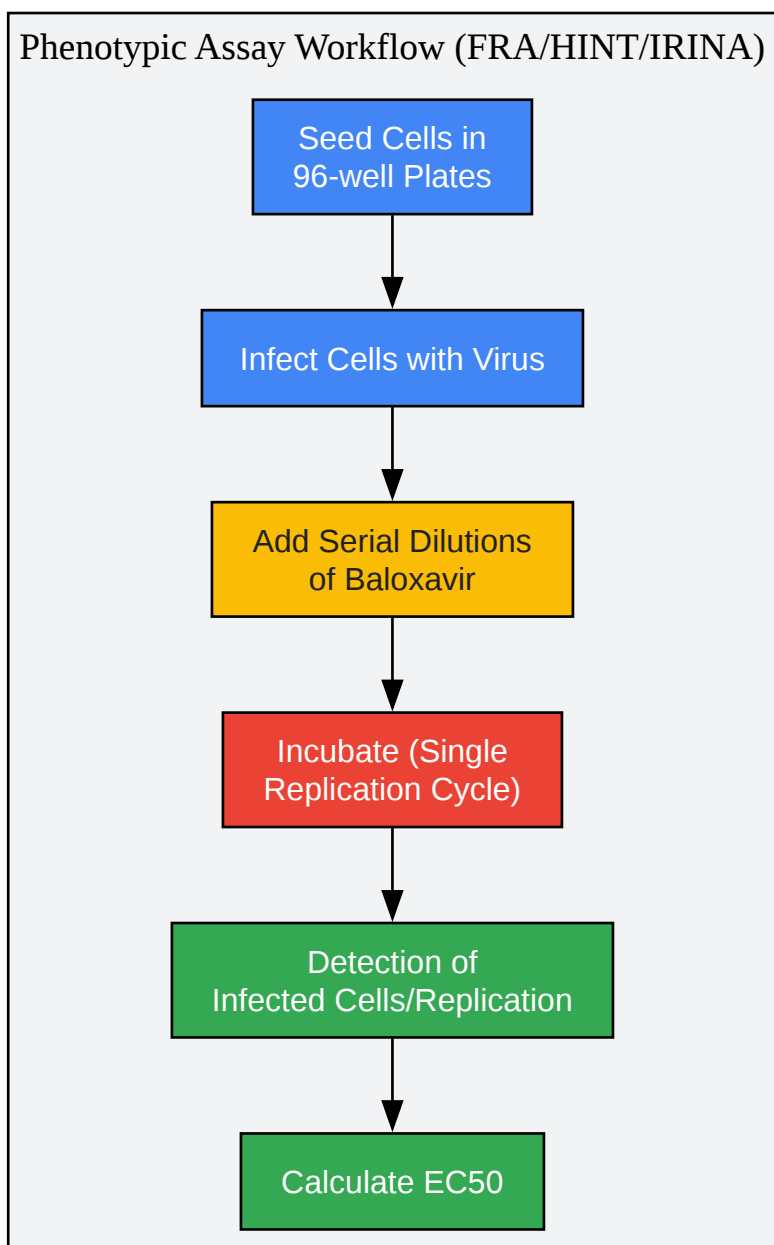 Phenotypic Assay Workflow (FRA/HINT/IRINA)
Seed Cells in
96-well Plates
Infect Cells with Virus
Add Serial Dilutions
of Baloxavir
Incubate (Single
Replication Cycle)
Detection of
Infected Cells/Replication
Calculate EC50